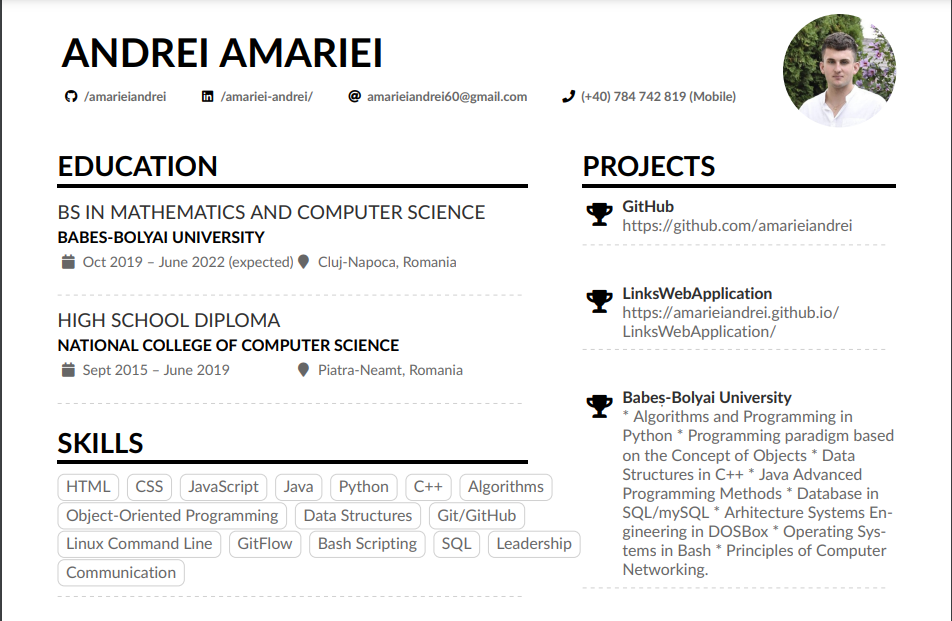 ANDREI AMARIEI
/amarieiandrei /amariei-andrei/ amarieiandrei60@gmail.com (+40) 784 742 819 (Mobile)
EDUCATION
BS IN MATHEMATICS AND COMPUTER SCIENCE
BABES-BOLYAI UNIVERSITY
Oct 2019 – June 2022 (expected) Cluj-Napoca, Romania
HIGH SCHOOL DIPLOMA
NATIONAL COLLEGE OF COMPUTER SCIENCE
Sept 2015 – June 2019 Piatra-Neamt, Romania
SKILLS
HTML CSS JavaScript Java Python C++ Algorithms
Object-Oriented Programming Data Structures Git/GitHub
Linux Command Line GitFlow Bash Scripting SQL Leadership
Communication
PROJECTS
GitHub
https://github.com/amarieiandrei
LinksWebApplication
https://amarieiandrei.github.io/
LinksWebApplication/
Babeș-Bolyai University
* Algorithms and Programming in
Python * Programming paradigm based
on the Concept of Objects * Data
Structures in C++ * Java Advanced
Programming Methods * Database in
SQL/mySQL * Arhitecture Systems En-
gineering in DOSBox * Operating Sys-
tems in Bash * Principles of Computer
Networking.